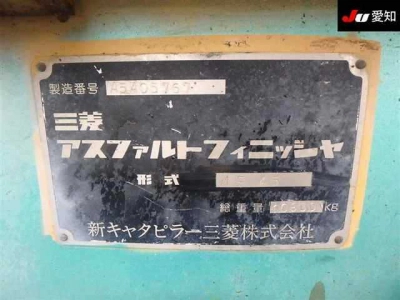 JU愛知
製造番号
三菱
アスファルトフィニッシャ
形式
総重量 KG
新キャタピラー三菱株式会社